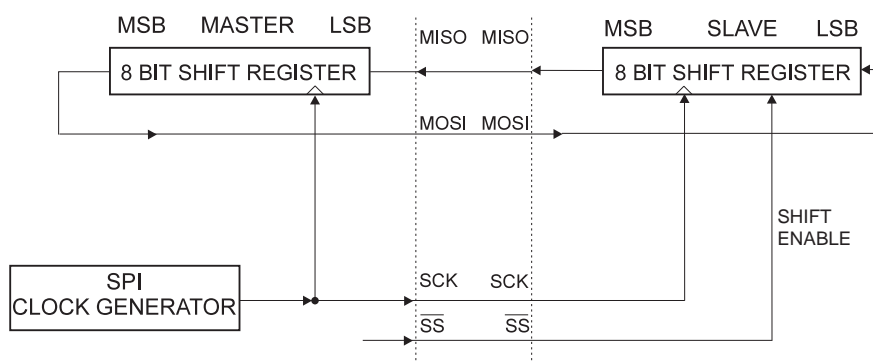 MSB MASTER LSB
MISO MISO
MSB SLAVE LSB
8 BIT SHIFT REGISTER
8 BIT SHIFT REGISTER
MOSI MOSI
SHIFT
ENABLE
SPI
CLOCK GENERATOR
SCK SCK
SS SS